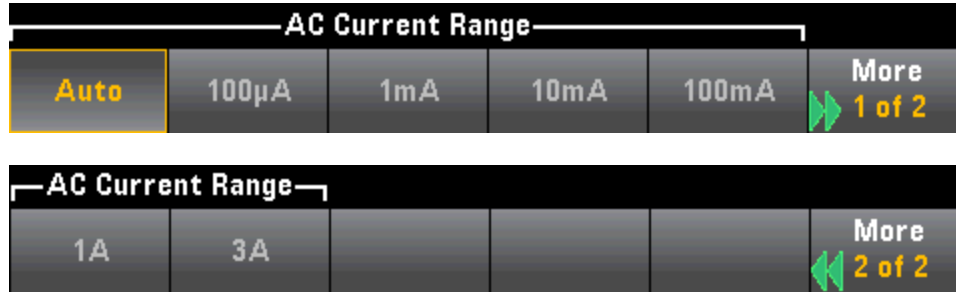 AC Current Range
Auto 100µA 1mA 10mA 100mA More
1 of 2
AC Current Range
1A 3A More
2 of 2